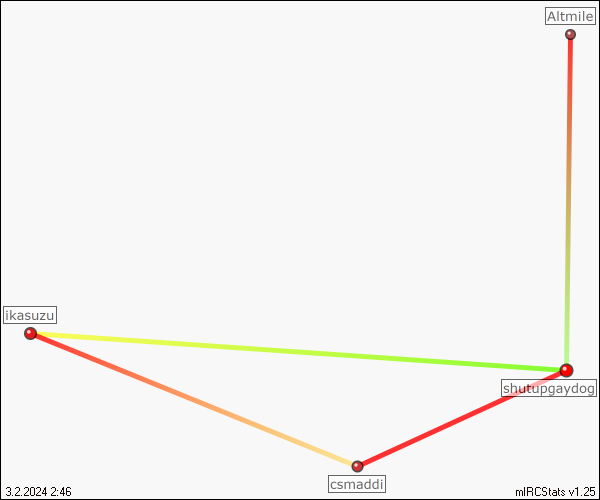 Altmile
ikasuzu
shutupgaydog
csmaddi
3.2.2024 2:46
mIRCStats v1.25